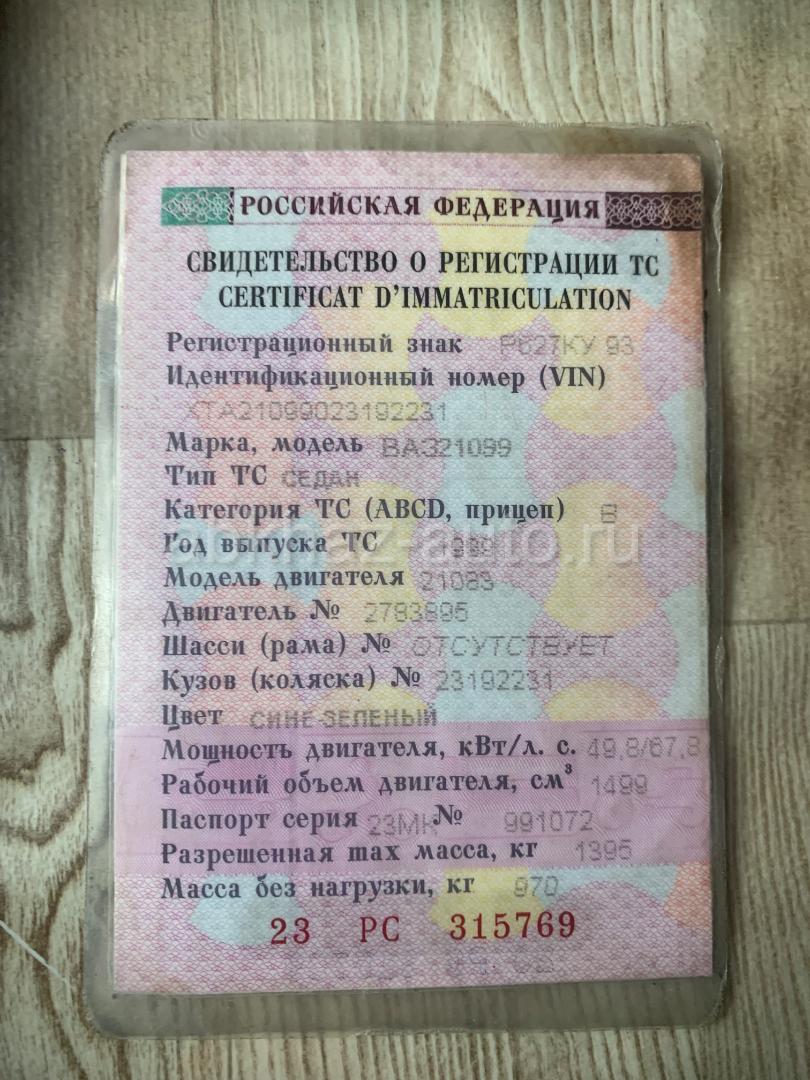 РОССИЙСКАЯ ФЕДЕРАЦИЯ
СВИДЕТЕЛЬСТВО О РЕГИСТРАЦИИ ТС
CERTIFICAT D'IMMATRICULATION
Регистрационный знак Р627КУ 93
Идентификационный номер (VIN)
ХТА21099023192231
Марка, модель ВАЗ21099
Тип ТС СЕДАН
Категория ТС (ABCD, прицеп) В
Год выпуска ТС
Модель двигателя 21083
Двигатель № 2783895
Шасси (рама) № ОТСУТСТВУЕТ
Кузов (коляска) № 23192231
Цвет СИНЕ-ЗЕЛЕНЫЙ
Мощность двигателя, кВт/л. с. 49,8/67,8
Рабочий объем двигателя, см³ 1499
Паспорт серия 23МК № 991072
Разрешенная max масса, кг 1395
Масса без нагрузки, кг 970
23 РС 315769